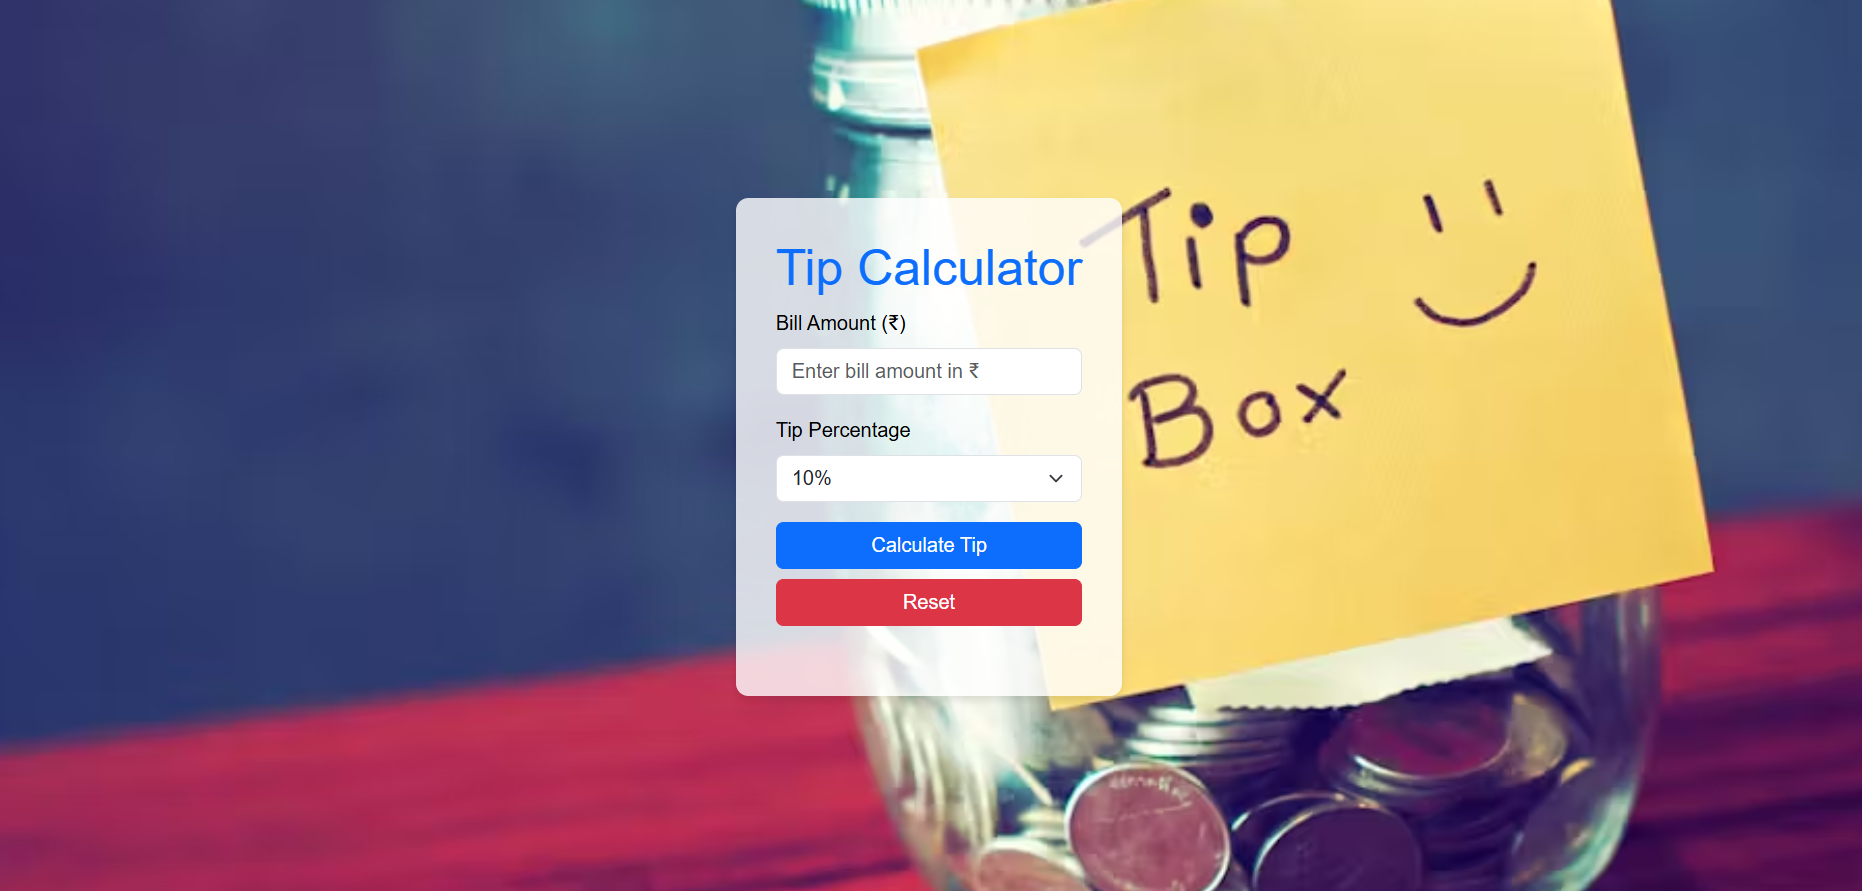 Tip Calculator
Bill Amount (₹)
Enter bill amount in ₹
Tip Percentage
10%
Calculate Tip
Reset
Tip
Box